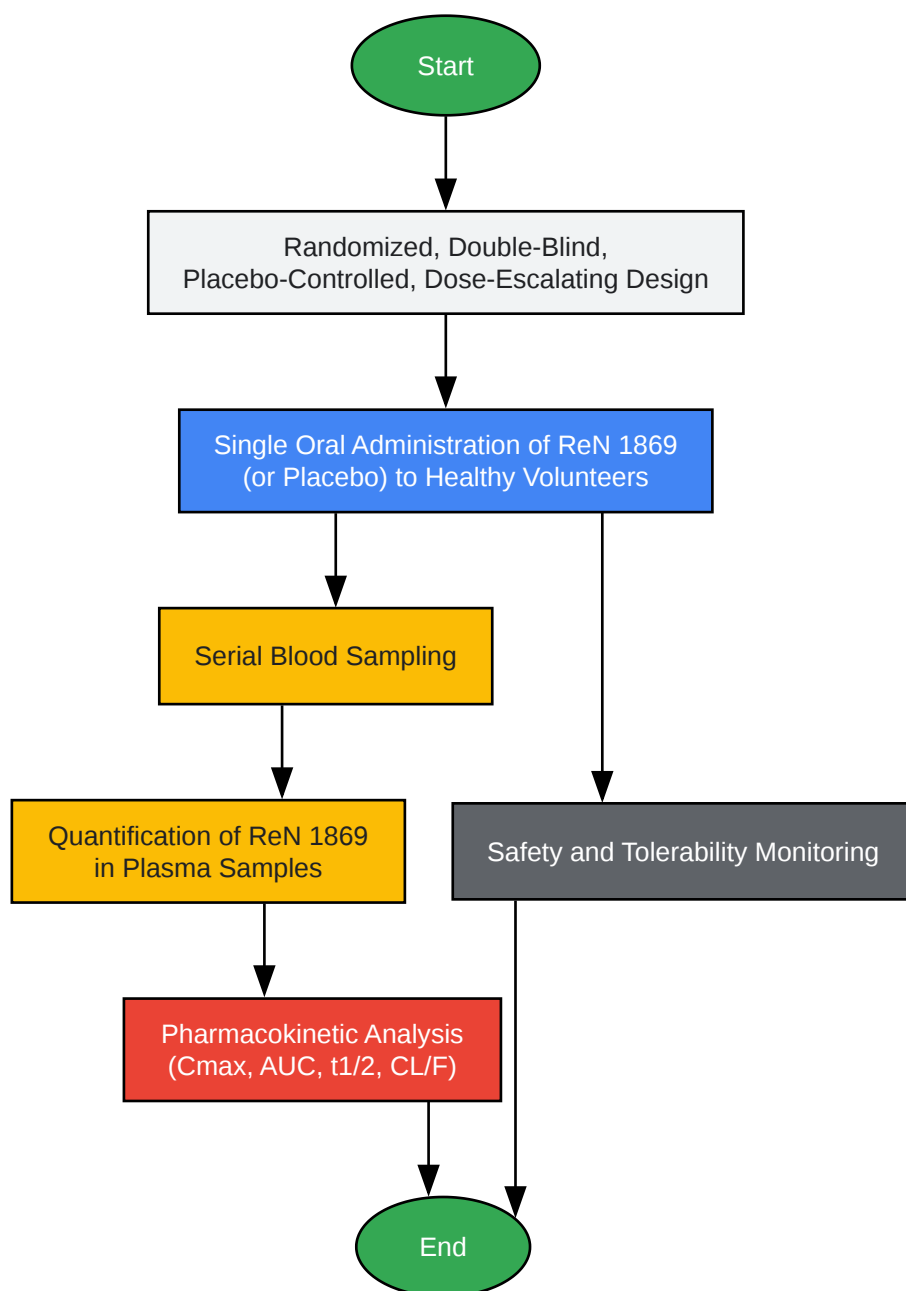 Start
Randomized, Double-Blind,
Placebo-Controlled, Dose-Escalating Design
Single Oral Administration of ReN 1869
(or Placebo) to Healthy Volunteers
Serial Blood Sampling
Quantification of ReN 1869
in Plasma Samples
Safety and Tolerability Monitoring
Pharmacokinetic Analysis
(Cmax, AUC, t1/2, CL/F)
End